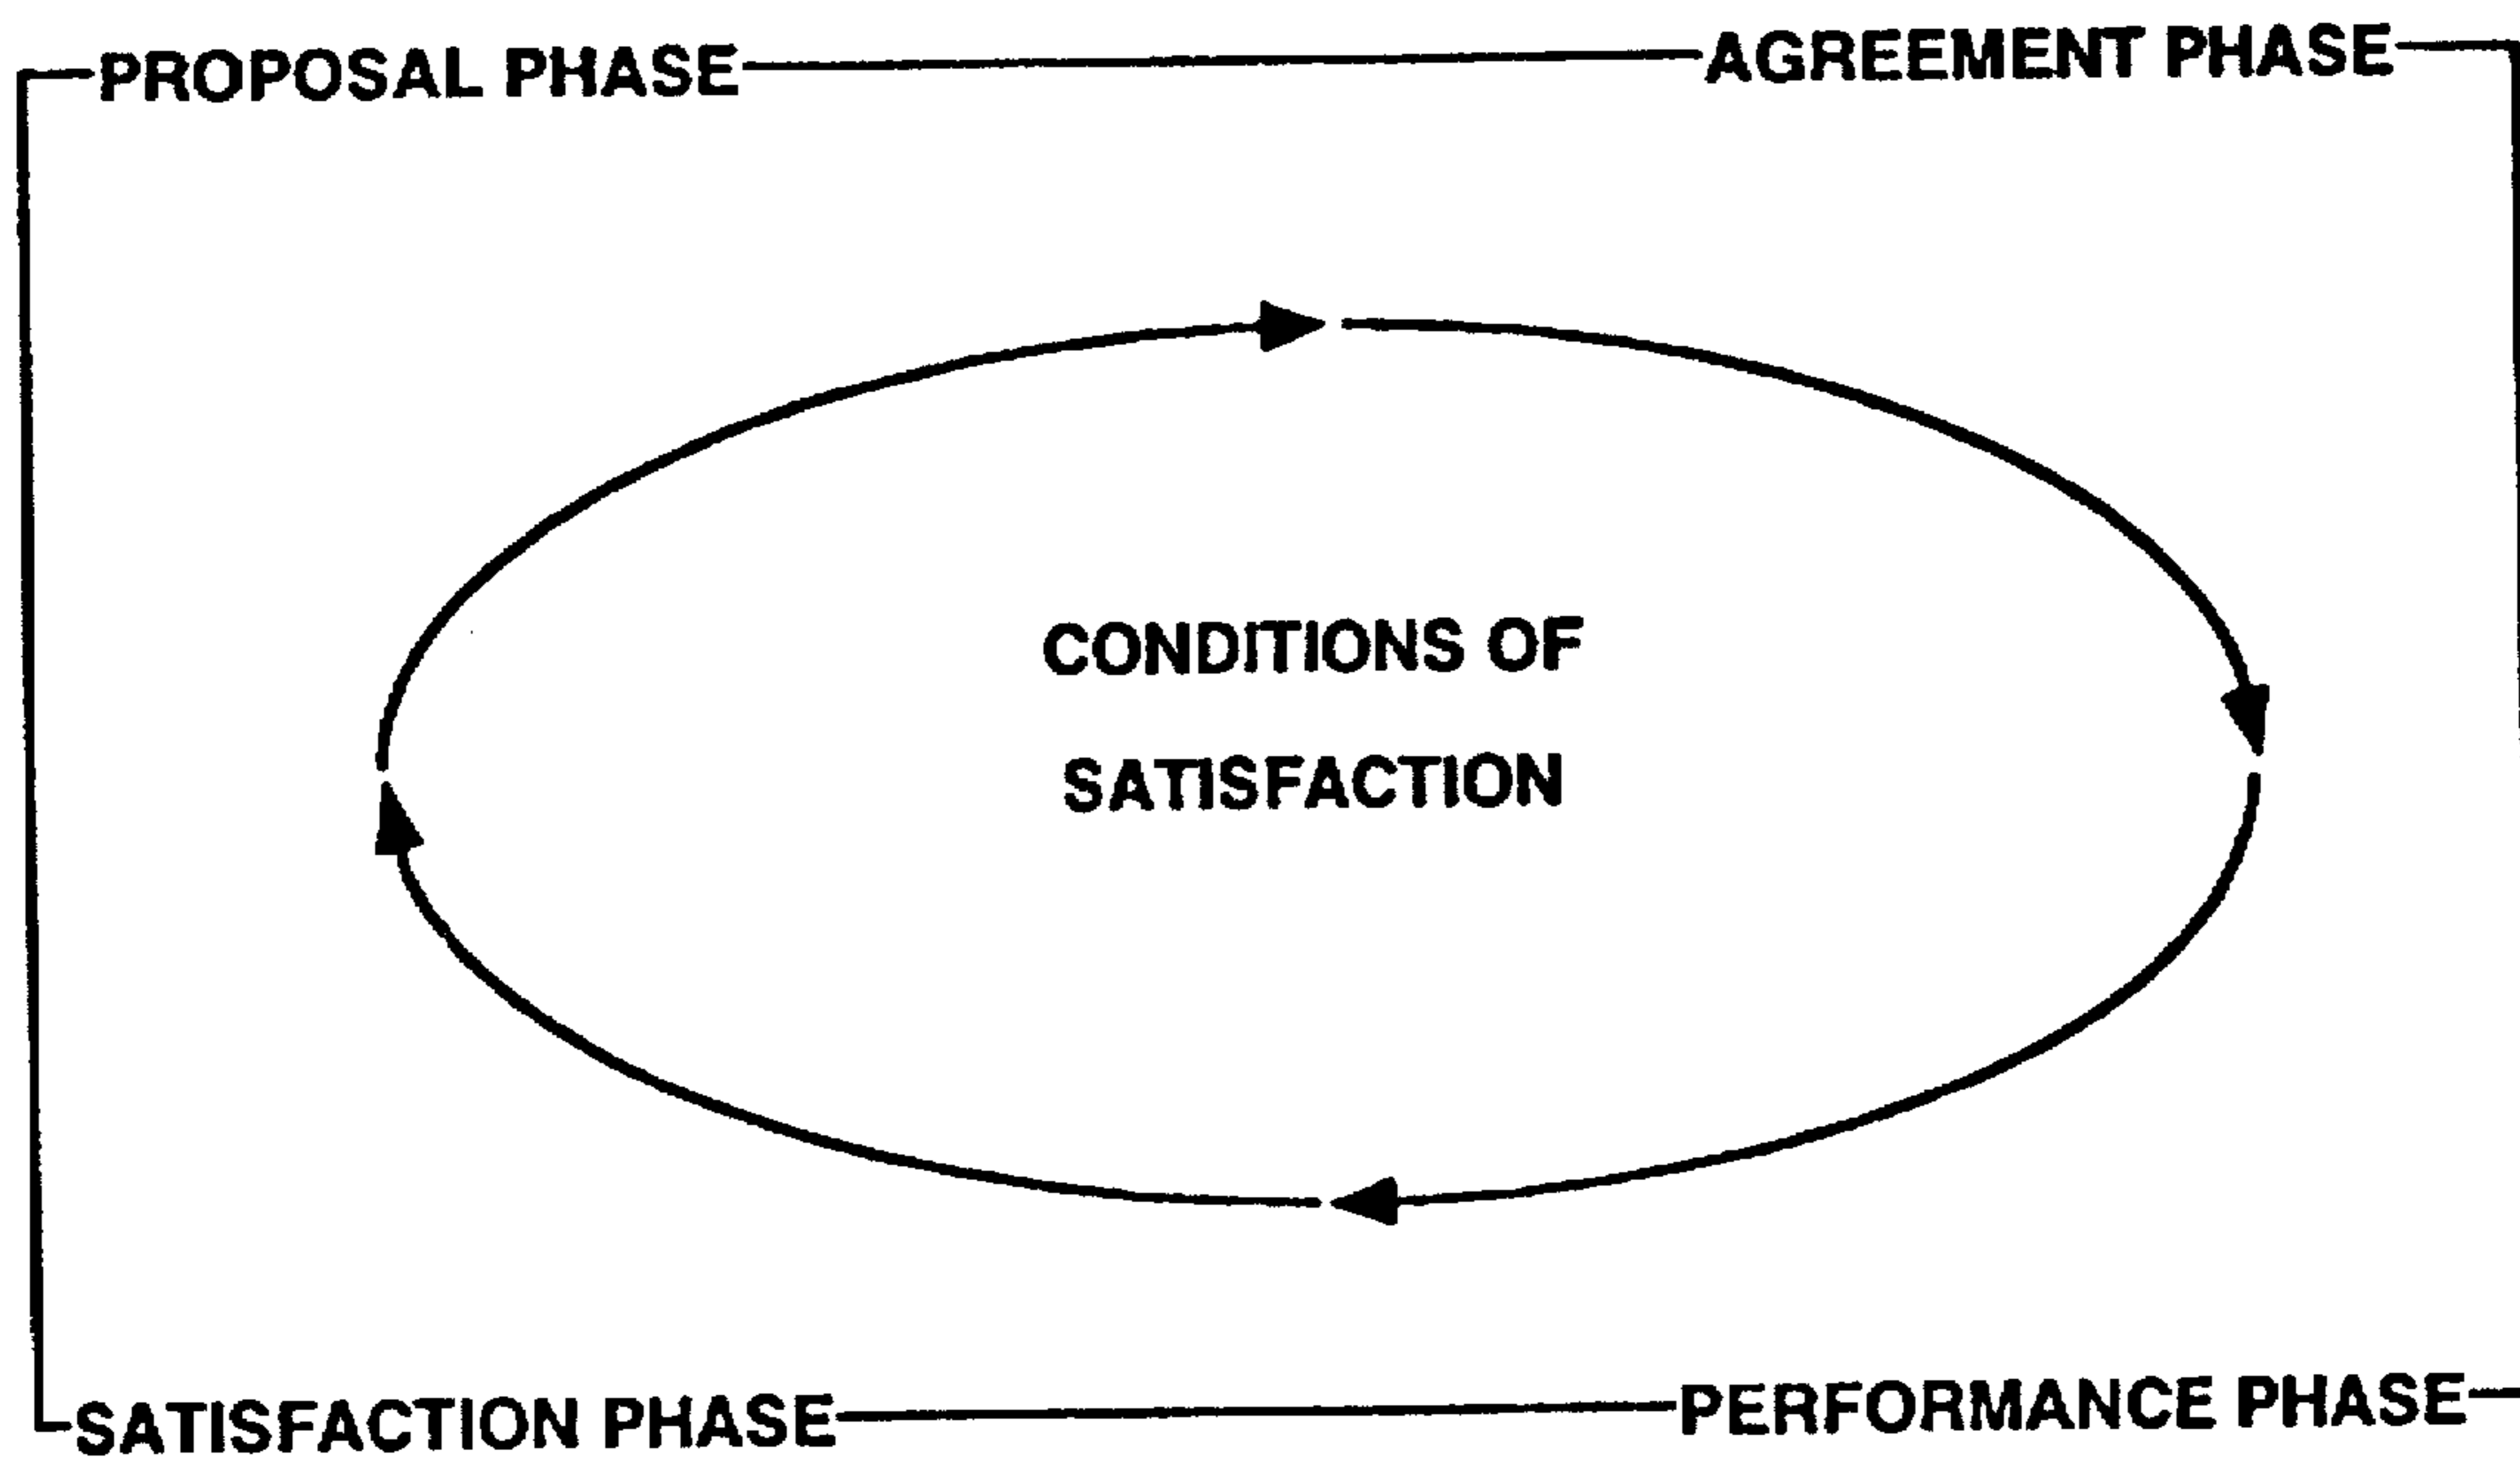 PROPOSAL PHASE
AGREEMENT PHASE
CONDITIONS OF
SATISFACTION
SATISFACTION PHASE
PERFORMANCE PHASE